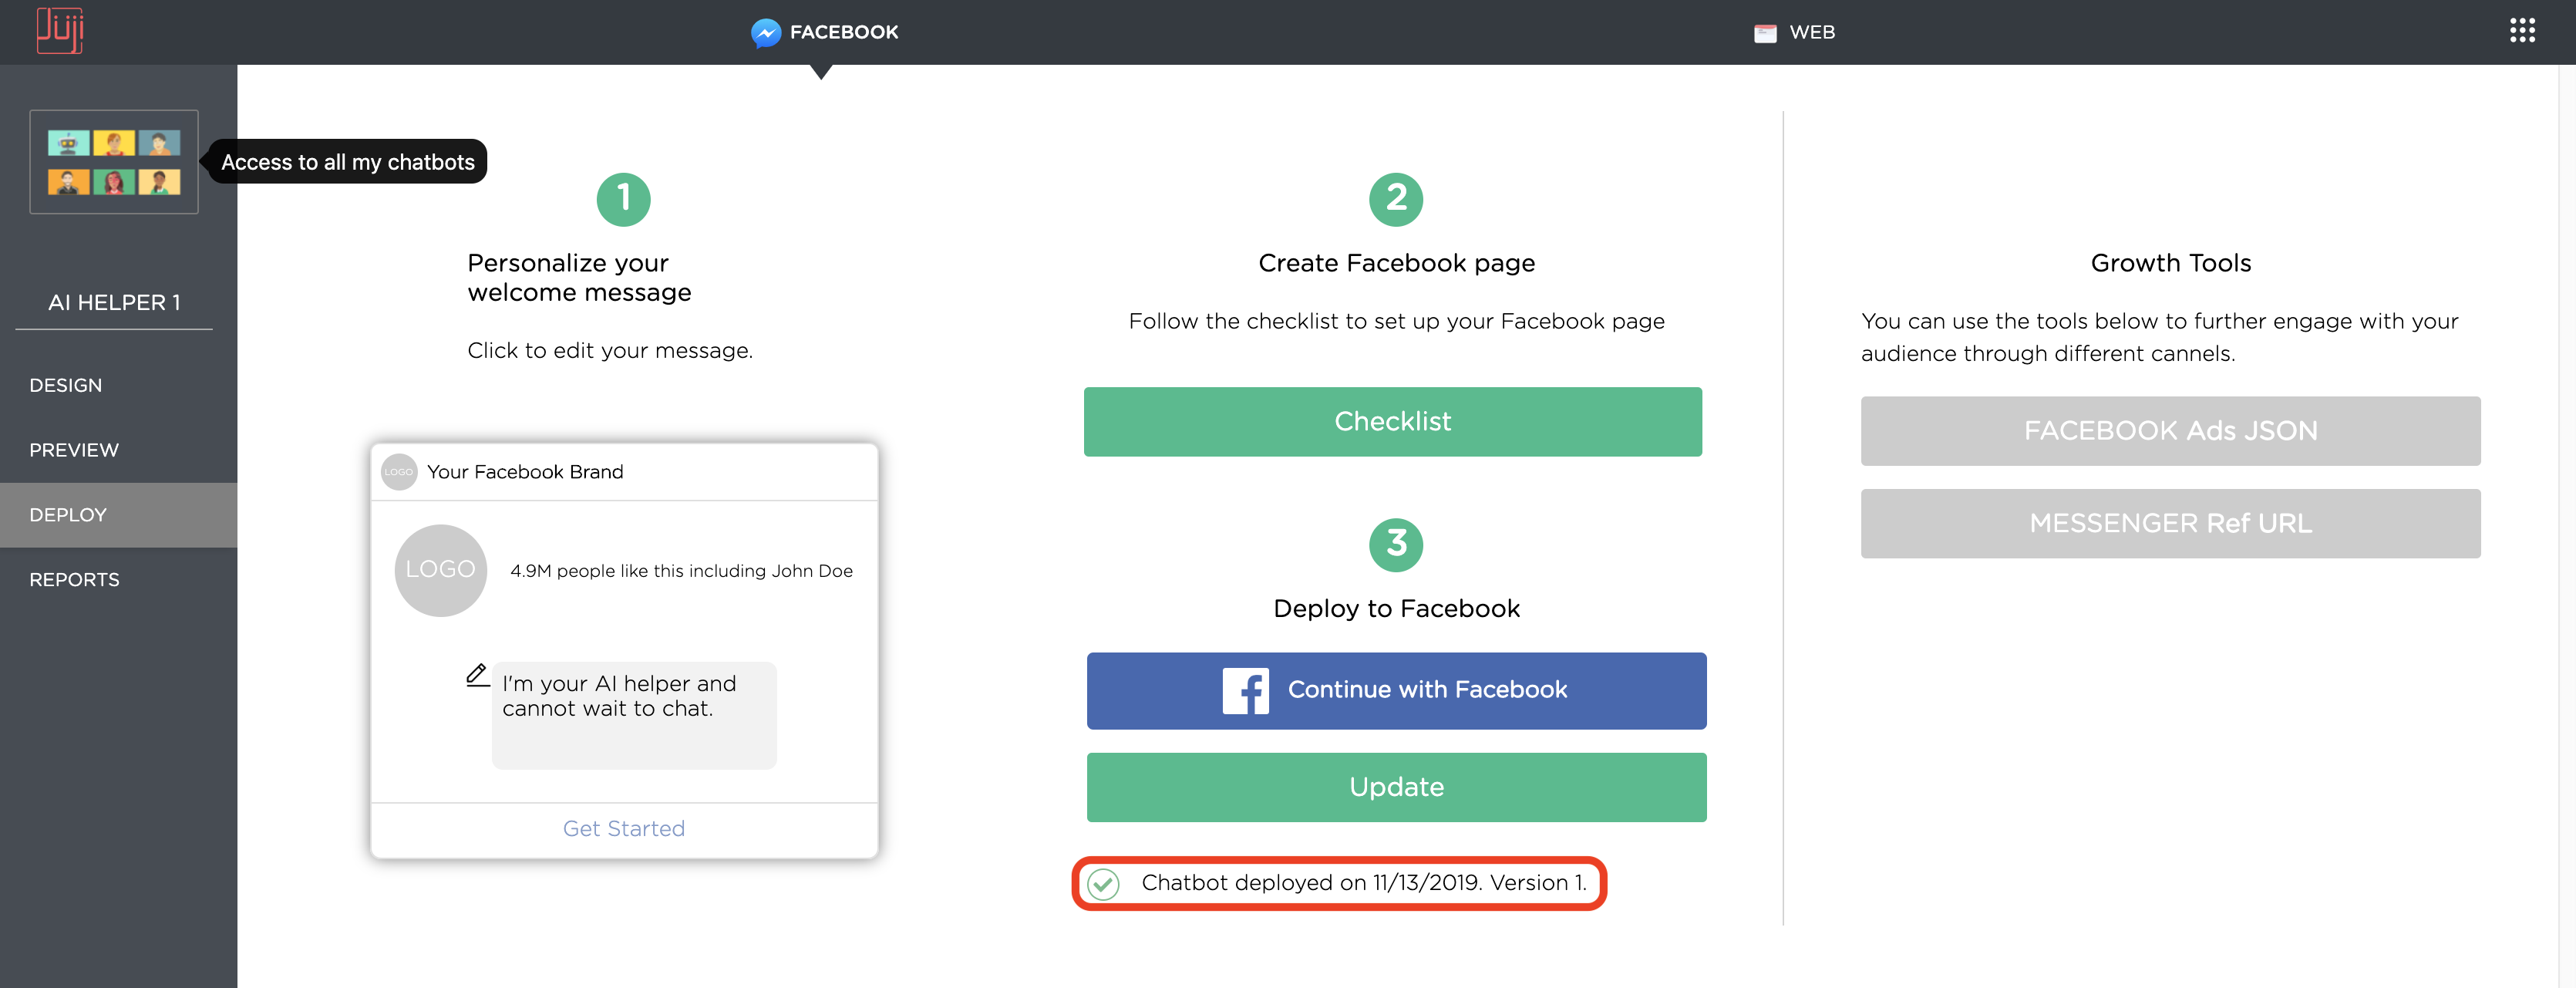 Juji
FACEBOOK
WEB
Access to all my chatbots
AI HELPER 1
DESIGN
PREVIEW
DEPLOY
REPORTS
1
Personalize your
welcome message
Click to edit your message.
LOGO Your Facebook Brand
LOGO
4.9M people like this including John Doe
I'm your AI helper and
cannot wait to chat.
Get Started
2
Create Facebook page
Follow the checklist to set up your Facebook page
Checklist
3
Deploy to Facebook
Continue with Facebook
Update
Chatbot deployed on 11/13/2019. Version 1.
Growth Tools
You can use the tools below to further engage with your
audience through different cannels.
FACEBOOK Ads JSON
MESSENGER Ref URL